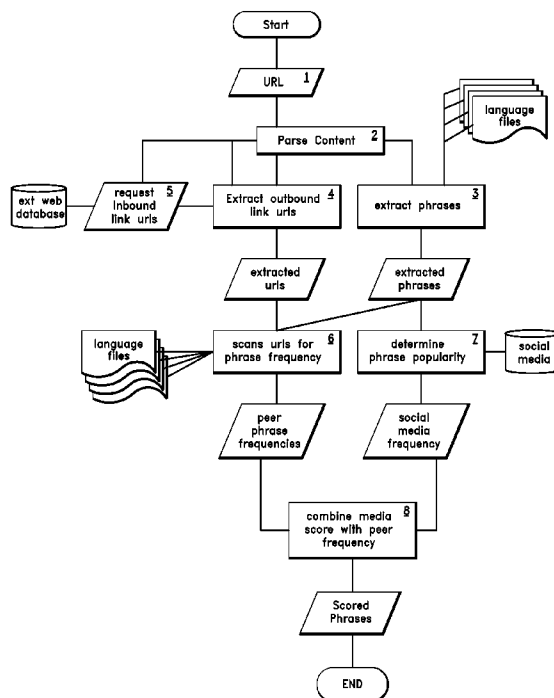 Start
URL 1
Parse Content 2
language
files
ext web
database
request 5
inbound
link urls
Extract outbound 4
link urls
extract phrases 3
extracted
urls
extracted
phrases
language
files
scans urls for 6
phrase frequency
determine 7
phrase popularity
social
media
peer
phrase
frequencies
social
media
frequency
combine media 8
score with peer
frequency
Scored
Phrases
END